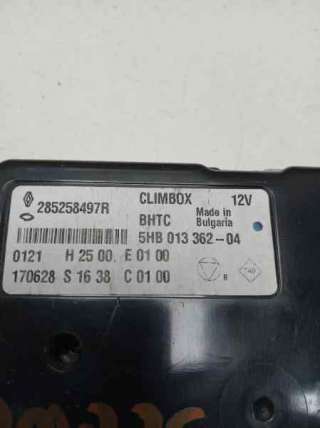 285258497R CLIMBOX 12V
BHTC Made in Bulgaria
5HB 013 362-04
0121 H 25 00. E 01 00
170628 S 16 38 C 01 00